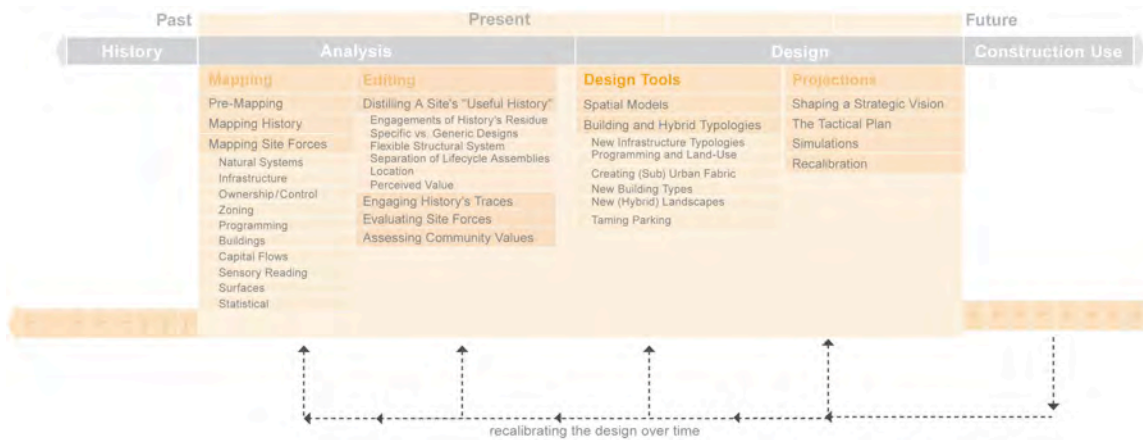 Past
Present
Future
History
Analysis
Design
Construction Use
Mapping
Pre-Mapping
Mapping History
Mapping Site Forces
Natural Systems
Infrastructure
Ownership/Control
Zoning
Programming
Buildings
Capital Flows
Sensory Reading
Surfaces
Statistical
Editing
Distilling A Site's "Useful History"
Engagements of History's Residue
Specific vs. Generic Designs
Flexible Structural System
Separation of Lifecycle Assemblies
Location
Perceived Value
Engaging History's Traces
Evaluating Site Forces
Assessing Community Values
Design Tools
Spatial Models
Building and Hybrid Typologies
New Infrastructure Typologies
Programming and Land-Use
Creating (Sub) Urban Fabric
New Building Types
New (Hybrid) Landscapes
Taming Parking
Projections
Shaping a Strategic Vision
The Tactical Plan
Simulations
Recalibration
recalibrating the design over time